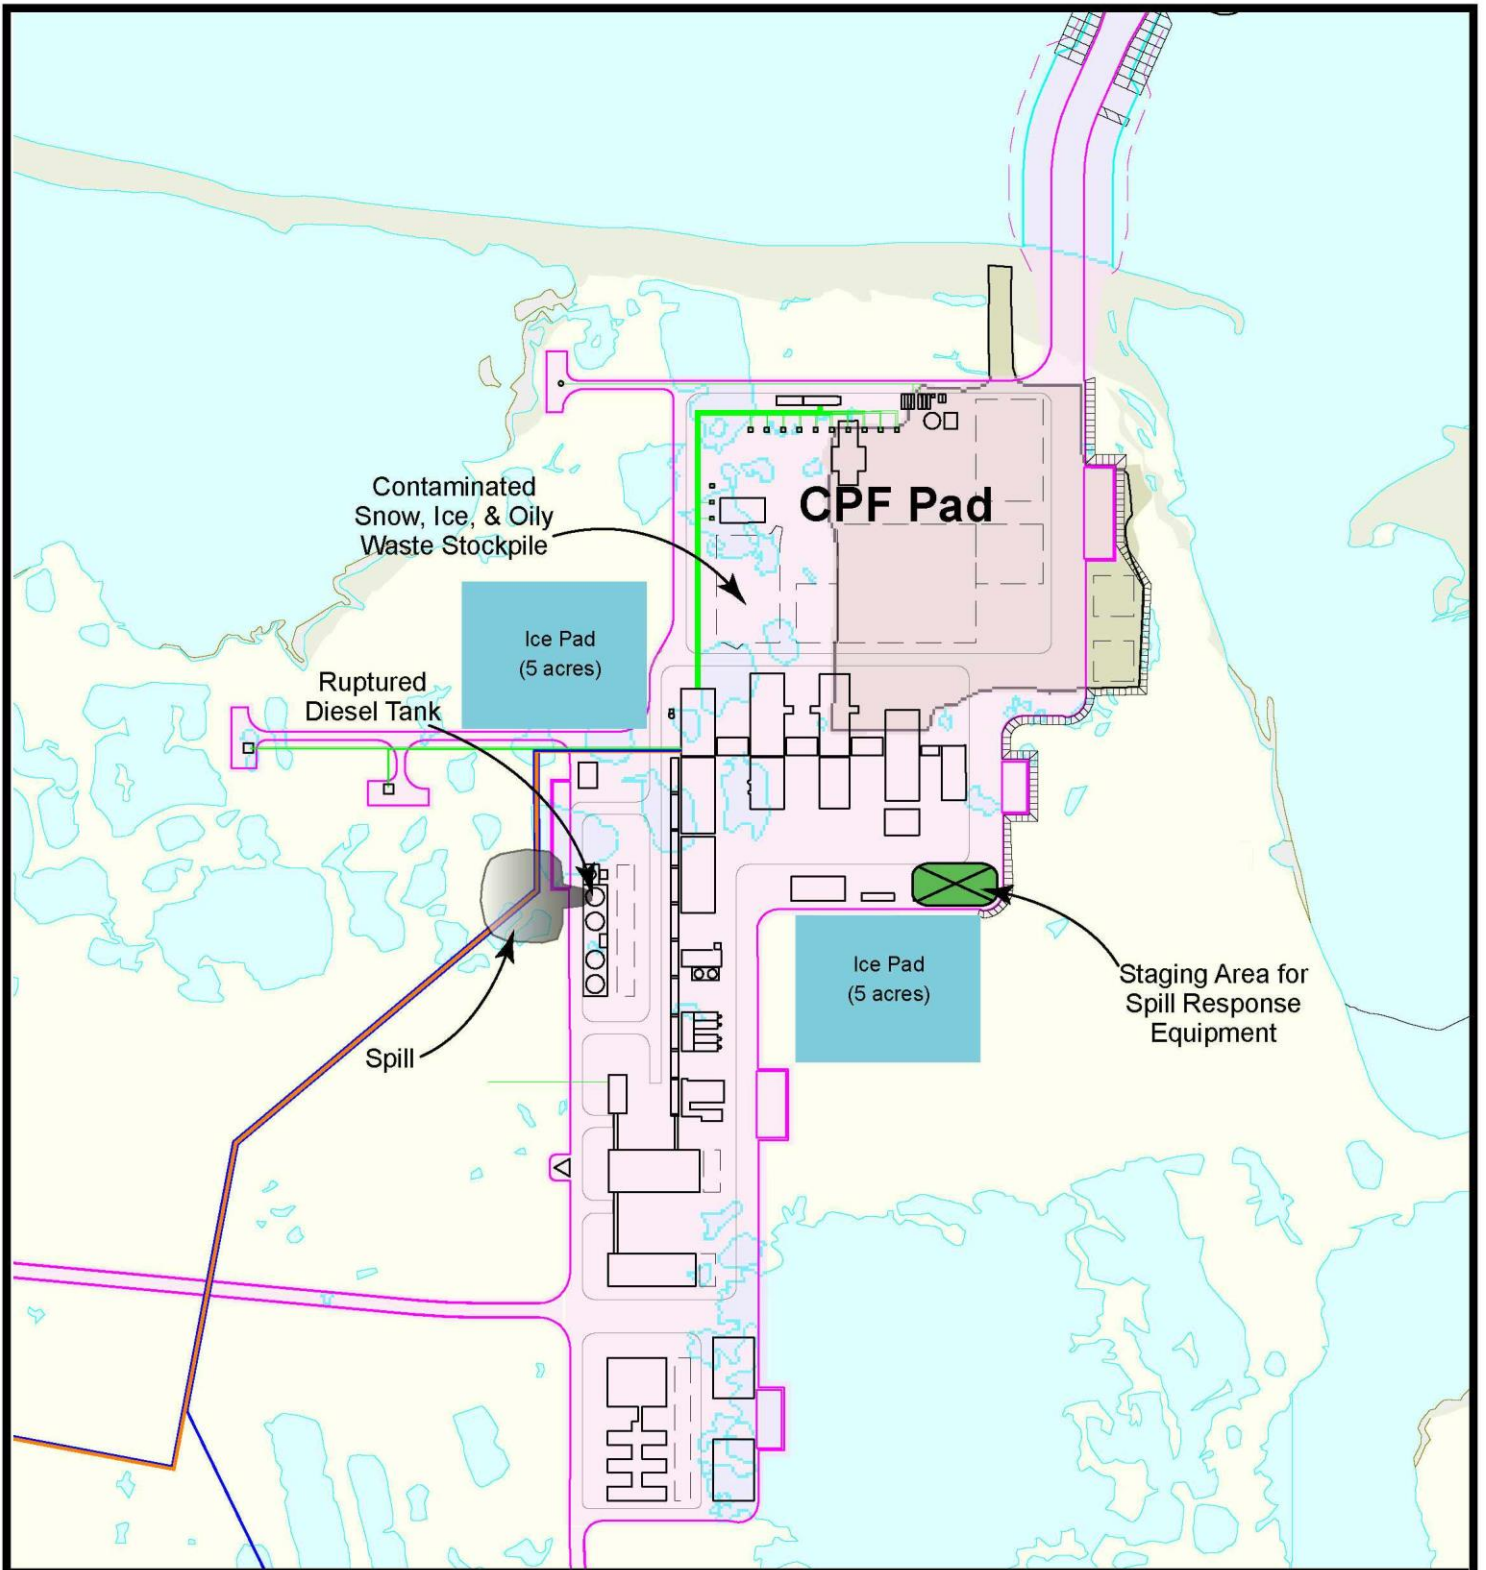 Contaminated
Snow, Ice, & Oily
Waste Stockpile
CPF Pad
Ice Pad
(5 acres)
Ruptured
Diesel Tank
Ice Pad
(5 acres)
Staging Area for
Spill Response
Equipment
Spill